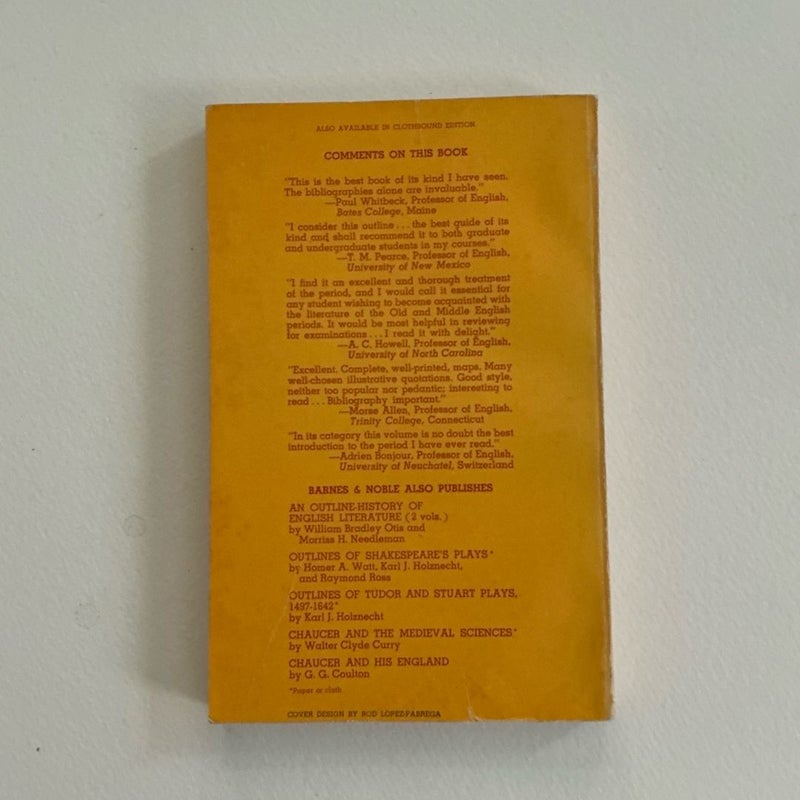 ALSO AVAILABLE IN CLOTHBOUND EDITION
COMMENTS ON THIS BOOK
"This is the best book of its kind I have seen.
The bibliographies alone are invaluable."
—Paul Whitbeck, Professor of English,
Bates College, Maine
"I consider this outline . . . the best guide of its
kind and shall recommend it to both graduate
and undergraduate students in my courses."
—T. M. Pearce, Professor of English,
University of New Mexico
"I find it an excellent and thorough treatment
of the period, and I would call it essential for
any student wishing to become acquainted with
the literature of the Old and Middle English
periods. It would be most helpful in reviewing
for examinations . . . I read it with delight."
—A. C. Howell, Professor of English,
University of North Carolina
"Excellent. Complete, well-printed, maps. Many
well-chosen illustrative quotations. Good style,
neither too popular nor pedantic; interesting to
read . . . Bibliography important."
—Morse Allen, Professor of English,
Trinity College, Connecticut
"In its category this volume is no doubt the best
introduction to the period I have ever read."
—Adrien Bonjour, Professor of English,
University of Neuchatel, Switzerland
BARNES & NOBLE ALSO PUBLISHES
AN OUTLINE-HISTORY OF
ENGLISH LITERATURE (2 vols.)
by William Bradley Otis and
Morriss H. Needleman
OUTLINES OF SHAKESPEARE'S PLAYS*
by Homer A. Watt, Karl J. Holznecht,
and Raymond Ross
OUTLINES OF TUDOR AND STUART PLAYS,
1497-1642*
by Karl J. Holznecht
CHAUCER AND THE MEDIEVAL SCIENCES*
by Walter Clyde Curry
CHAUCER AND HIS ENGLAND
by G. G. Coulton
*Paper or cloth
COVER DESIGN BY ROD LOPEZ-FABREGA